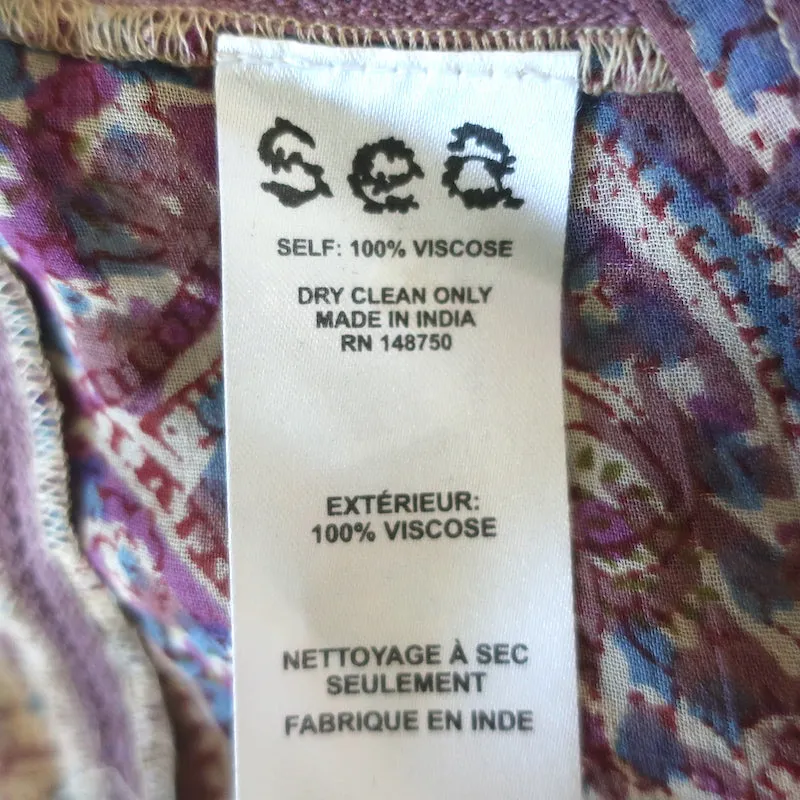 sea
SELF: 100% VISCOSE
DRY CLEAN ONLY
MADE IN INDIA
RN 148750
EXTÉRIEUR:
100% VISCOSE
NETTOYAGE À SEC
SEULEMENT
FABRIQUE EN INDE